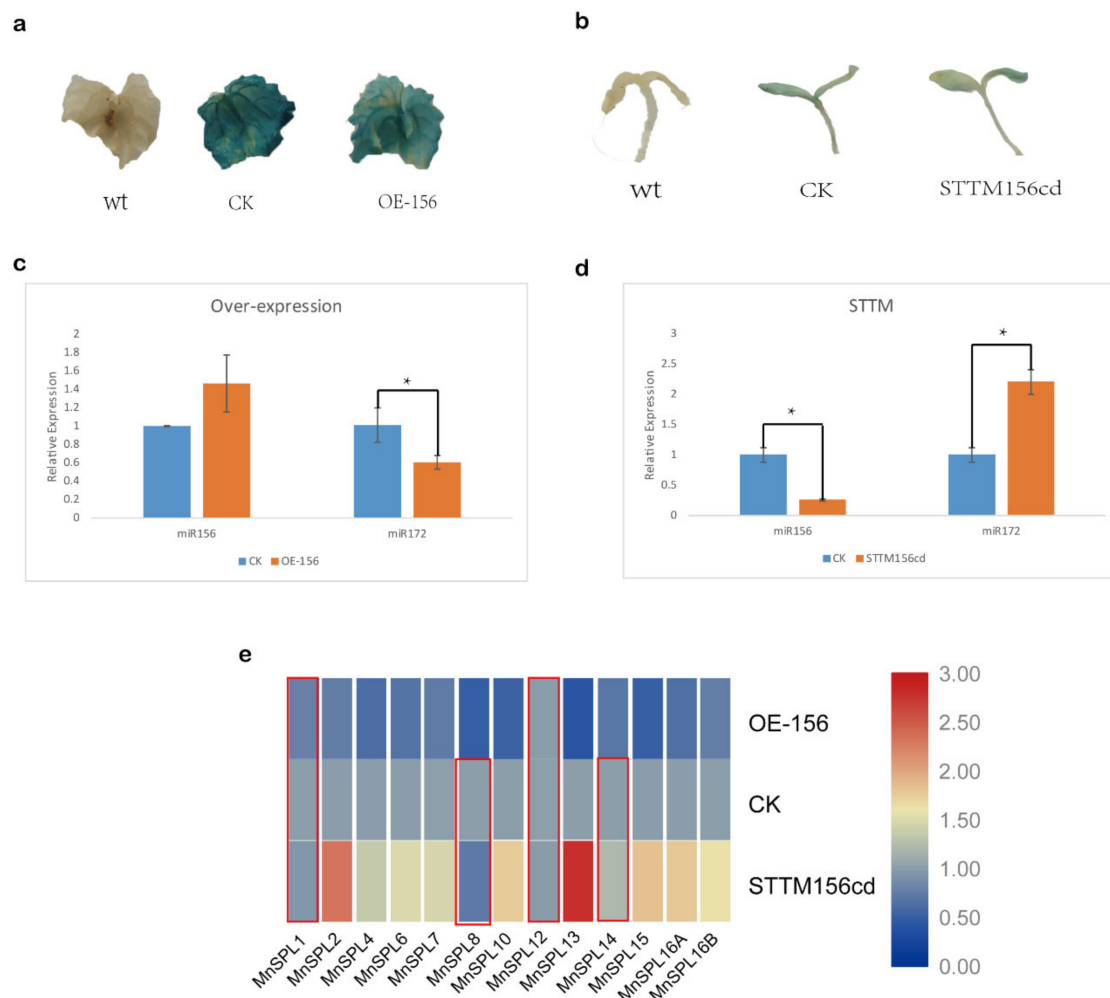 a
wt CK OE-156
b
wt CK STTM156cd
c
Over-expression
Relative Expression
2
1.8
1.6
1.4
1.2
1
0.8
0.6
0.4
0.2
0
*
miR156 miR172
CK OE-156
d
STTM
Relative Expression
3
2.5
2
1.5
1
0.5
0
*
*
miR156 miR172
CK STTM156cd
e
OE-156
CK
STTM156cd
MnSPL1
MnSPL2
MnSPL4
MnSPL6
MnSPL7
MnSPL8
MnSPL10
MnSPL12
MnSPL13
MnSPL14
MnSPL15
MnSPL16A
MnSPL16B
3.00
2.50
2.00
1.50
1.00
0.50
0.00